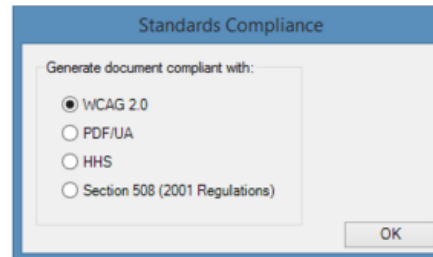 Standards Compliance
Generate document compliant with:
WCAG 2.0
PDF/UA
HHS
Section 508 (2001 Regulations)
OK